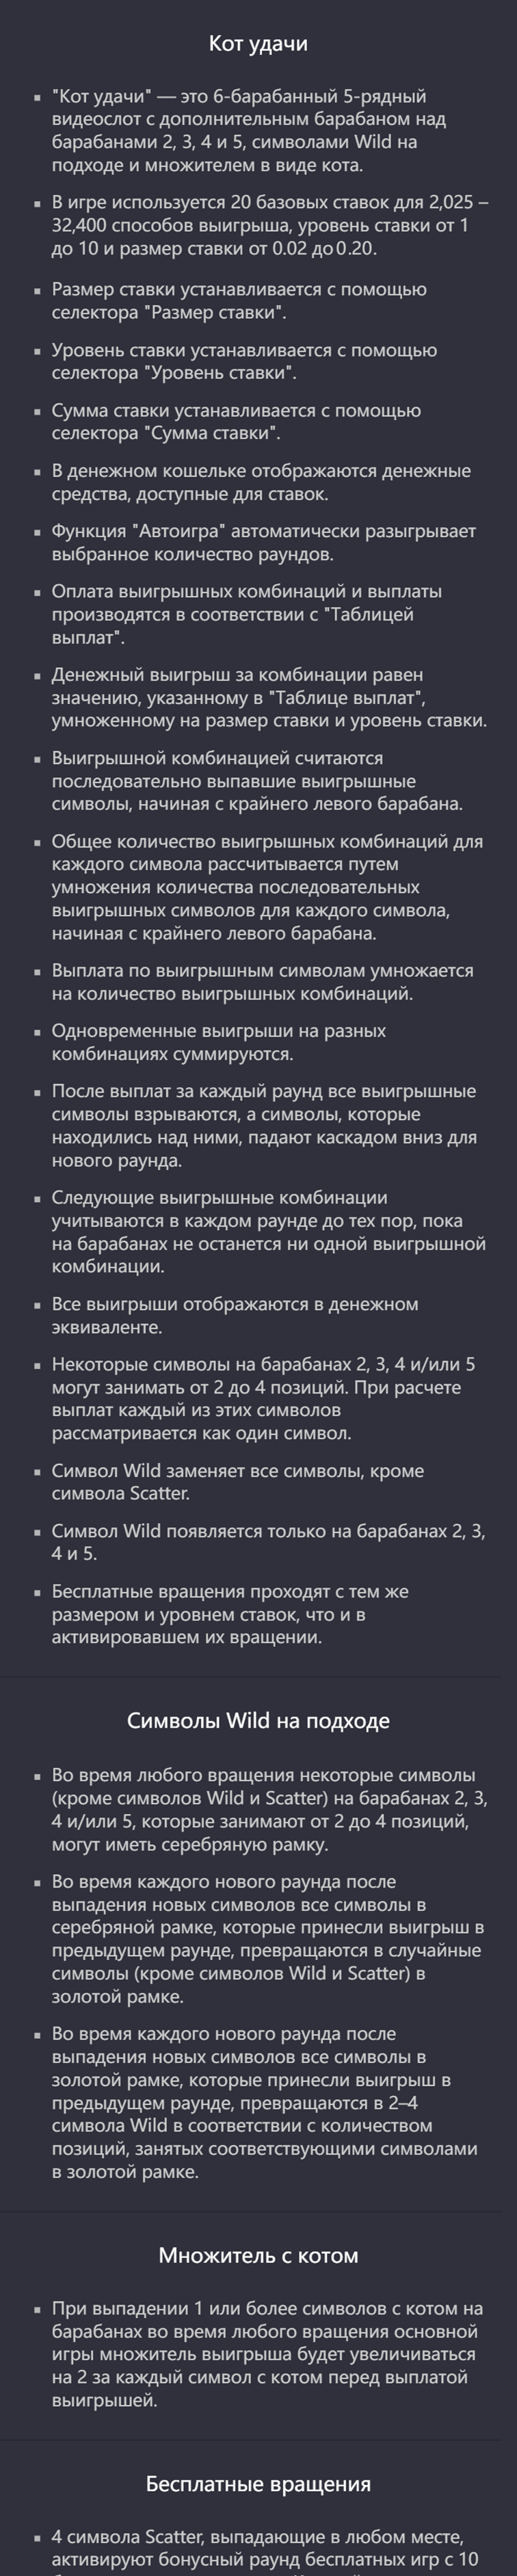 Кот удачи
"Кот удачи" — это 6-барабанный 5-рядный
видеослот с дополнительным барабаном над
барабанами 2, 3, 4 и 5, символами Wild на
подходе и множителем в виде кота.
В игре используется 20 базовых ставок для 2,025 –
32,400 способов выигрыша, уровень ставки от 1
до 10 и размер ставки от 0.02 до 0.20.
Размер ставки устанавливается с помощью
селектора "Размер ставки".
Уровень ставки устанавливается с помощью
селектора "Уровень ставки".
Сумма ставки устанавливается с помощью
селектора "Сумма ставки".
В денежном кошельке отображаются денежные
средства, доступные для ставок.
Функция "Автоигра" автоматически разыгрывает
выбранное количество раундов.
Оплата выигрышных комбинаций и выплаты
производятся в соответствии с "Таблицей
выплат".
Денежный выигрыш за комбинации равен
значению, указанному в "Таблице выплат",
умноженному на размер ставки и уровень ставки.
Выигрышной комбинацией считаются
последовательно выпавшие выигрышные
символы, начиная с крайнего левого барабана.
Общее количество выигрышных комбинаций для
каждого символа рассчитывается путем
умножения количества последовательных
выигрышных символов для каждого символа,
начиная с крайнего левого барабана.
Выплата по выигрышным символам умножается
на количество выигрышных комбинаций.
Одновременные выигрыши на разных
комбинациях суммируются.
После выплат за каждый раунд все выигрышные
символы взрываются, а символы, которые
находились над ними, падают каскадом вниз для
нового раунда.
Следующие выигрышные комбинации
учитываются в каждом раунде до тех пор, пока
на барабанах не останется ни одной выигрышной
комбинации.
Все выигрыши отображаются в денежном
эквиваленте.
Некоторые символы на барабанах 2, 3, 4 и/или 5
могут занимать от 2 до 4 позиций. При расчете
выплат каждый из этих символов
рассматривается как один символ.
Символ Wild заменяет все символы, кроме
символа Scatter.
Символ Wild появляется только на барабанах 2, 3,
4 и 5.
Бесплатные вращения проходят с тем же
размером и уровнем ставок, что и в
активировавшем их вращении.
Символы Wild на подходе
Во время любого вращения некоторые символы
(кроме символов Wild и Scatter) на барабанах 2, 3,
4 и/или 5, которые занимают от 2 до 4 позиций,
могут иметь серебряную рамку.
Во время каждого нового раунда после
выпадения новых символов все символы в
серебряной рамке, которые принесли выигрыш в
предыдущем раунде, превращаются в случайные
символы (кроме символов Wild и Scatter) в
золотой рамке.
Во время каждого нового раунда после
выпадения новых символов все символы в
золотой рамке, которые принесли выигрыш в
предыдущем раунде, превращаются в 2–4
символа Wild в соответствии с количеством
позиций, занятых соответствующими символами
в золотой рамке.
Множитель с котом
При выпадении 1 или более символов с котом на
барабанах во время любого вращения основной
игры множитель выигрыша будет увеличиваться
на 2 за каждый символ с котом перед выплатой
выигрышей.
Бесплатные вращения
4 символа Scatter, выпадающие в любом месте,
активируют бонусный раунд бесплатных игр с 10